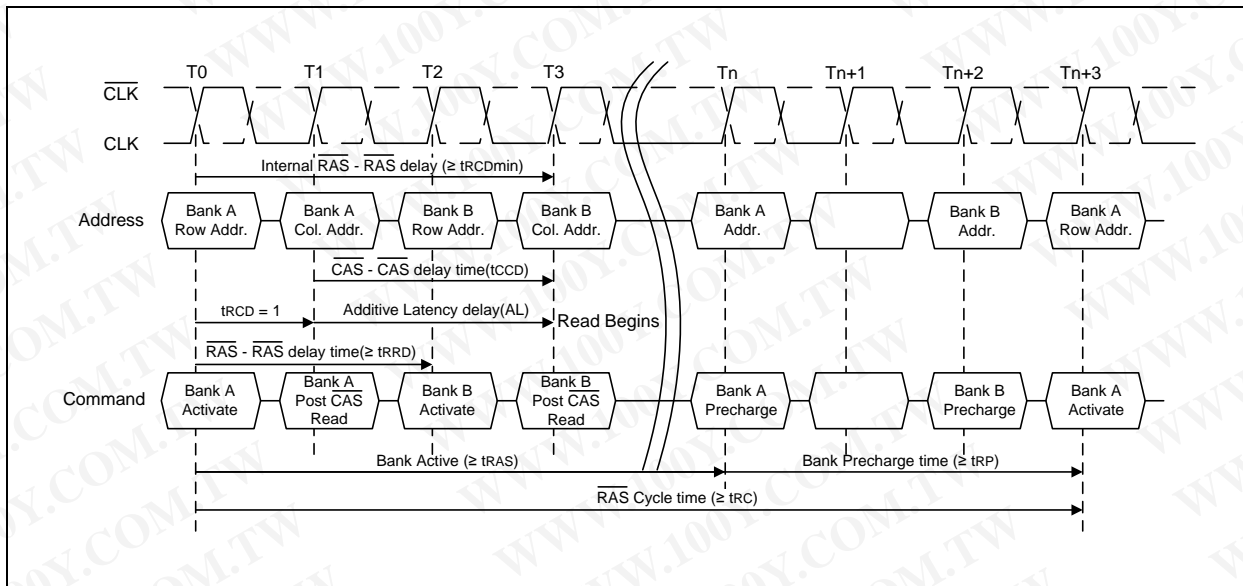 T0 T1 T2 T3 Tn Tn+1 Tn+2 Tn+3
CLK
CLK
Internal RAS - RAS delay (≥ tRCDmin)
Address
Bank A
Row Addr.
Bank A
Col. Addr.
Bank B
Row Addr.
Bank B
Col. Addr.
Bank A
Addr.
Bank B
Addr.
Bank A
Row Addr.
CAS - CAS delay time(tCCD)
tRCD = 1
Additive Latency delay(AL)
Read Begins
RAS - RAS delay time(≥ tRRD)
Command
Bank A
Activate
Bank A
Post CAS
Read
Bank B
Activate
Bank B
Post CAS
Read
Bank A
Precharge
Bank B
Precharge
Bank A
Activate
Bank Active (≥ tRAS)
Bank Precharge time (≥ tRP)
RAS Cycle time (≥ tRC)
WWW.100Y.COM.TW